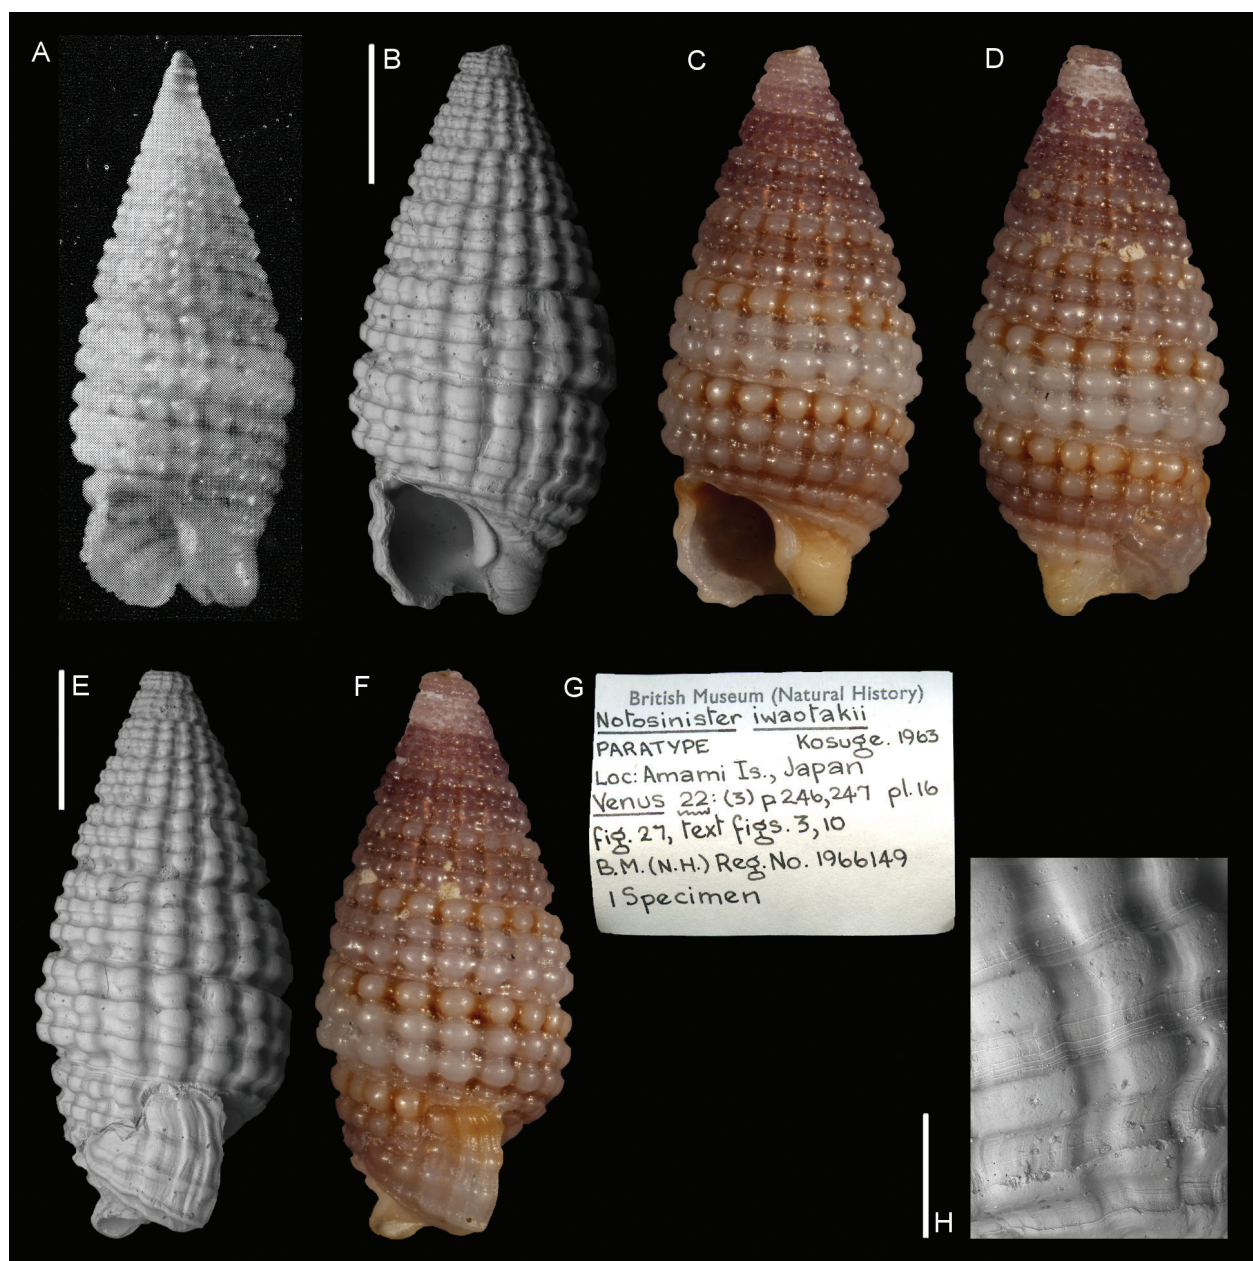 A
B
C
D
E
F
G
British Museum (Natural History)
Notosinister iwaotakii
PARATYPE Kosuge. 1963
Loc: Amami Is., Japan
Venus 22: (3) p 246, 247 pl. 16
fig. 27, text figs. 3, 10
B.M. (N.H.) Reg. No. 1966149
1 Specimen
H